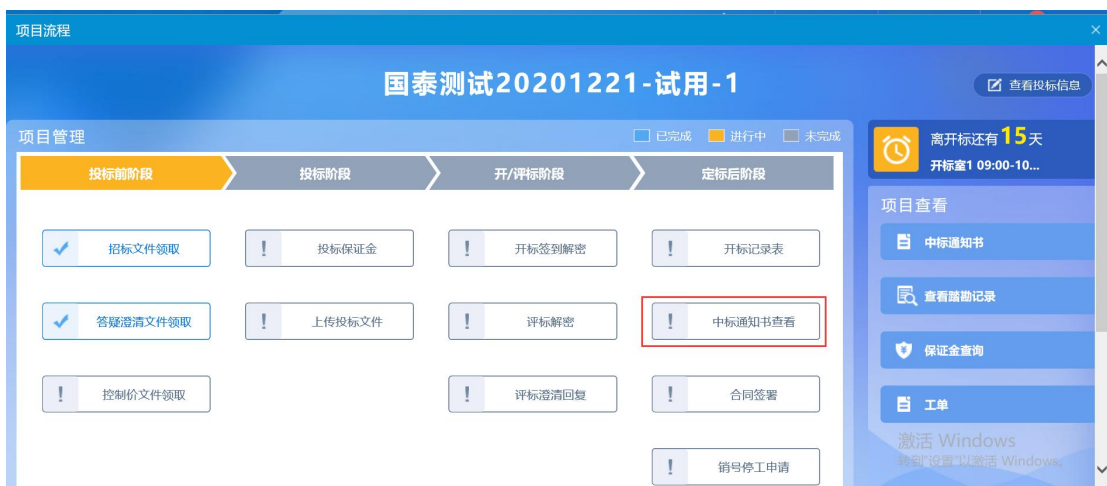 项目流程
国泰测试20201221-试用-1
查看投标信息
项目管理
已完成 进行中 未完成
离开标还有15天
开标室1 09:00-10...
投标前阶段 投标阶段 开/评标阶段 定标后阶段
项目查看
招标文件领取 投标保证金 开标签到解密 开标记录表
中标通知书
查看踏勘记录
答疑澄清文件领取 上传投标文件 评标解密 中标通知书查看
保证金查询
控制价文件领取 评标澄清回复 合同签署
工单
激活 Windows
转到"设置"以激活 Windows。
销号停工申请